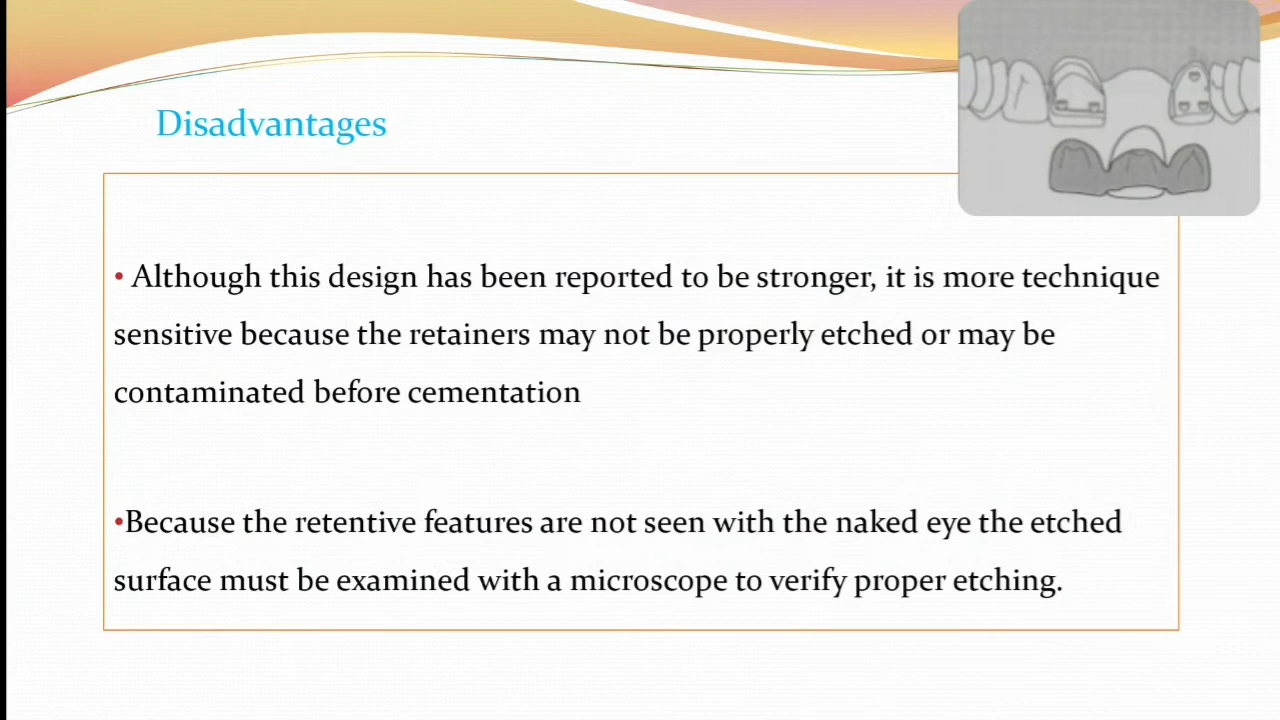 Disadvantages
• Although this design has been reported to be stronger, it is more technique
sensitive because the retainers may not be properly etched or may be
contaminated before cementation
•Because the retentive features are not seen with the naked eye the etched
surface must be examined with a microscope to verify proper etching.